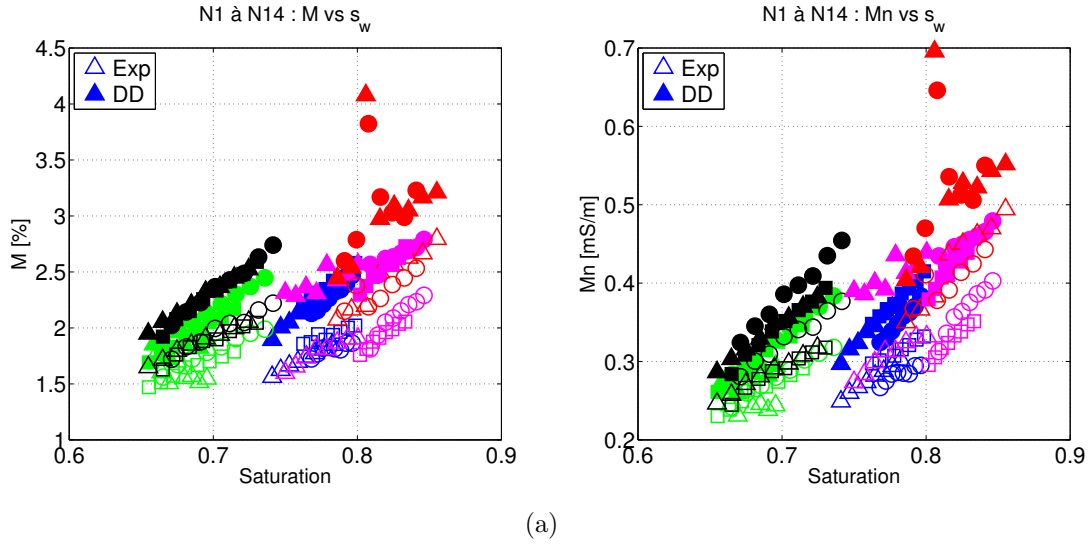 N1 à N14 : M vs s_w
N1 à N14 : Mn vs s_w
4.5
4
3.5
3
2.5
2
1.5
1
M [%]
Exp
DD
0.6
0.7
0.8
0.9
Saturation
0.7
0.6
0.5
0.4
0.3
0.2
Mn [mS/m]
Exp
DD
0.6
0.7
0.8
0.9
Saturation
(a)